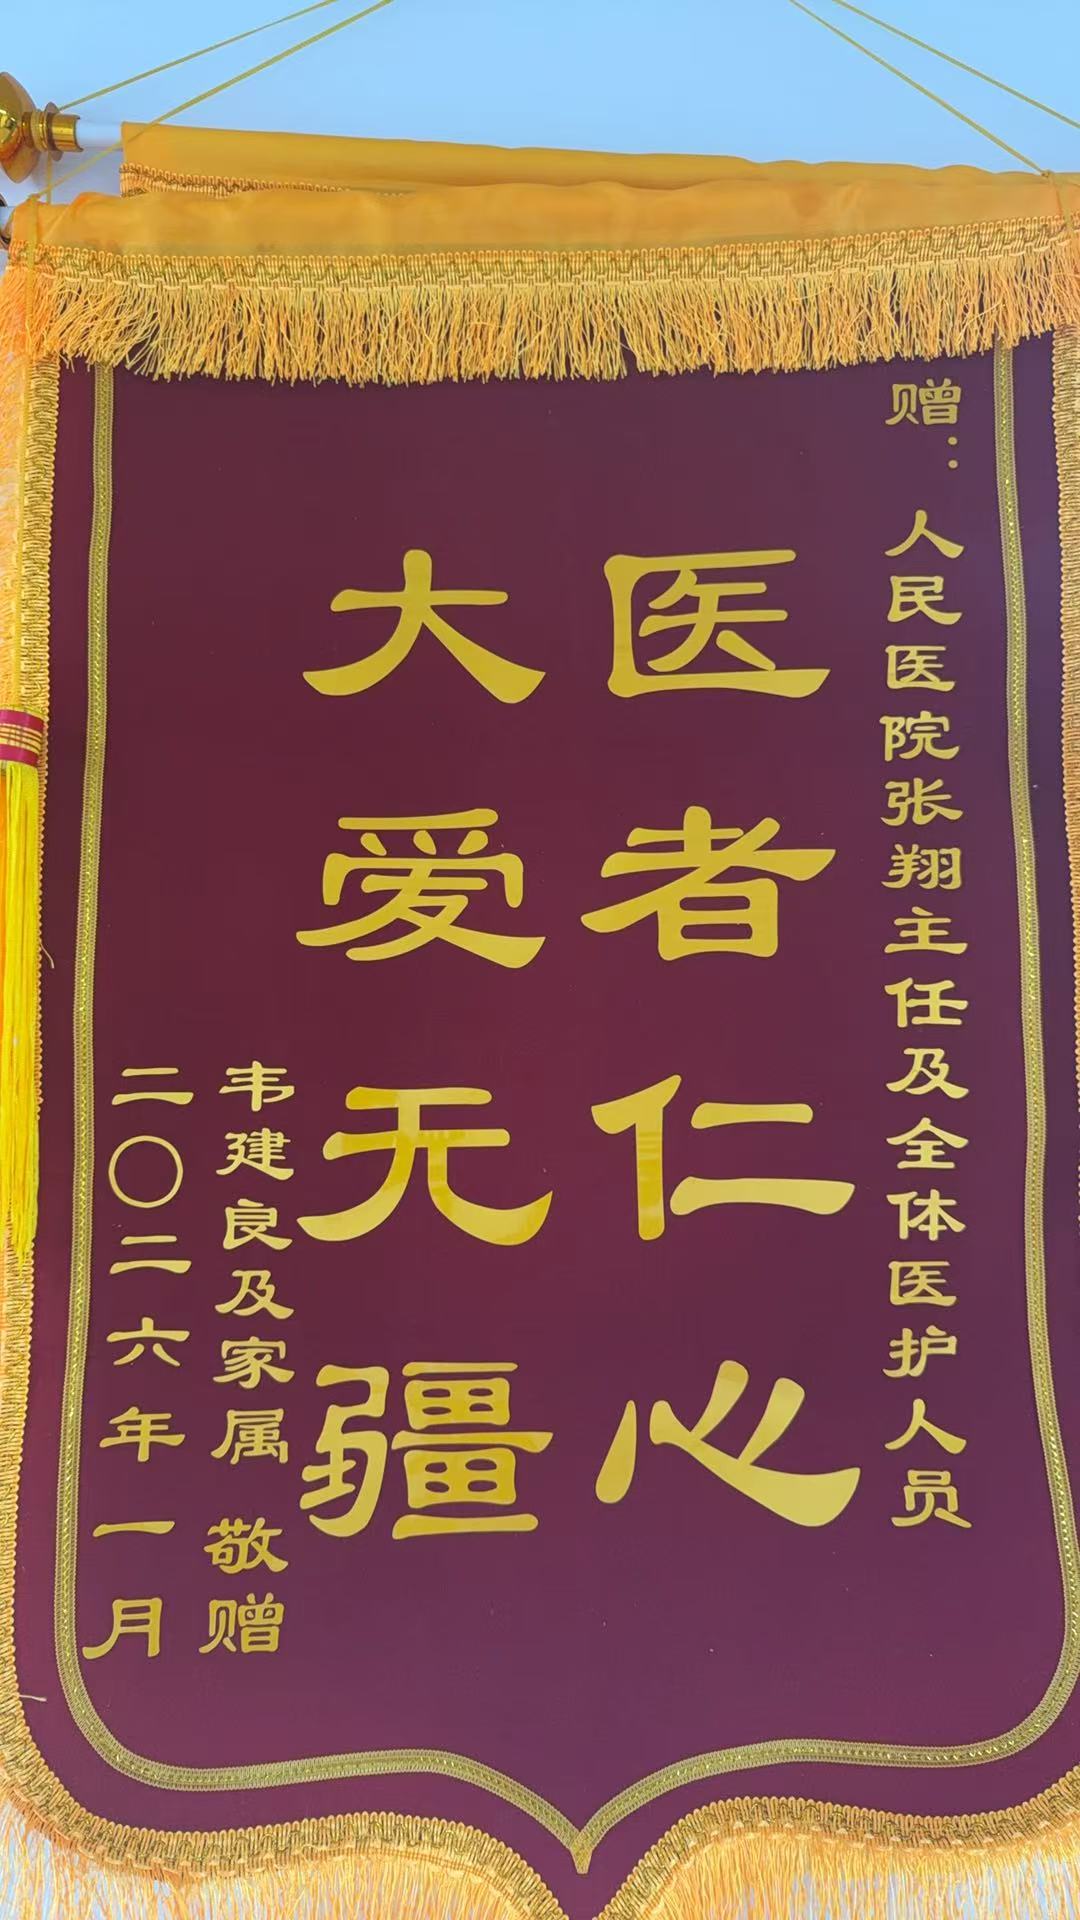 赠：人民医院张翔主任及全体医护人员
医者仁心
大爱无疆
韦建良及家属 敬赠
二〇二六年一月